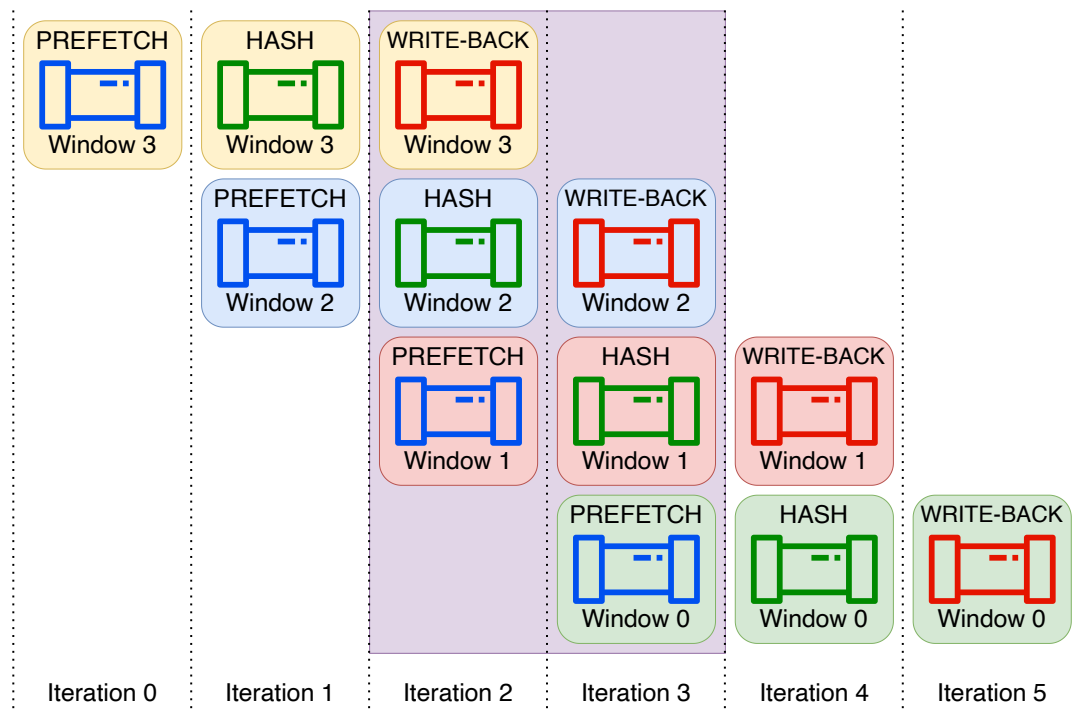 PREFETCH
Window 3
HASH
Window 3
WRITE-BACK
Window 3
PREFETCH
Window 2
HASH
Window 2
WRITE-BACK
Window 2
PREFETCH
Window 1
HASH
Window 1
WRITE-BACK
Window 1
PREFETCH
Window 0
HASH
Window 0
WRITE-BACK
Window 0
Iteration 0
Iteration 1
Iteration 2
Iteration 3
Iteration 4
Iteration 5